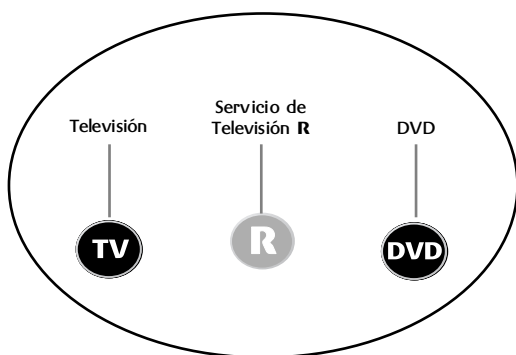 Televisión
Servicio de
Televisión R
DVD
TV
R
DVD